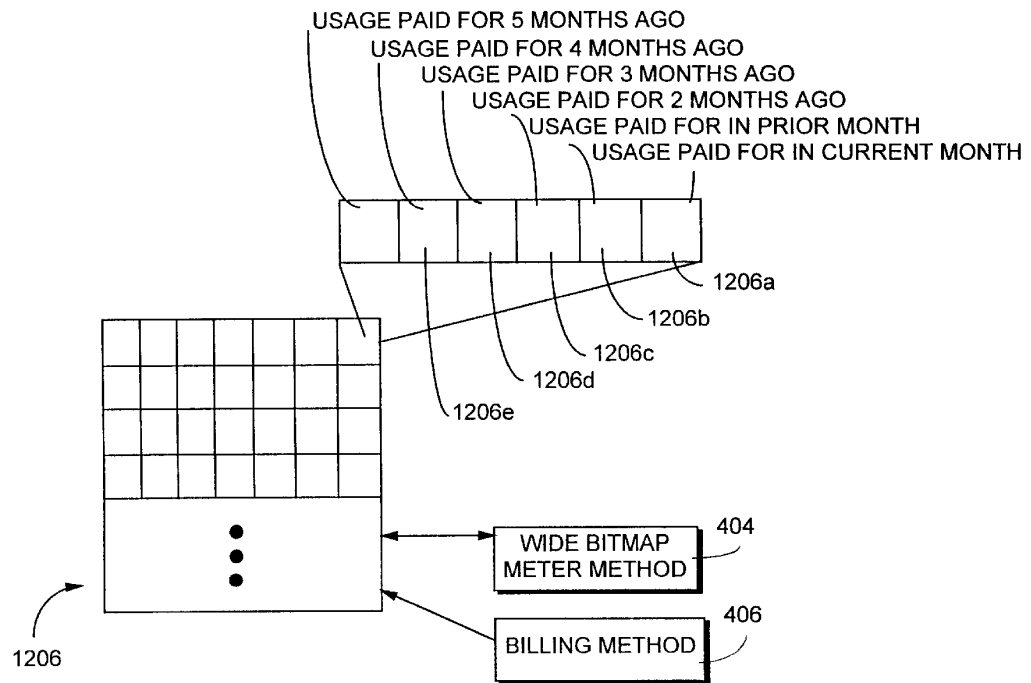 USAGE PAID FOR 5 MONTHS AGO
USAGE PAID FOR 4 MONTHS AGO
USAGE PAID FOR 3 MONTHS AGO
USAGE PAID FOR 2 MONTHS AGO
USAGE PAID FOR IN PRIOR MONTH
USAGE PAID FOR IN CURRENT MONTH
1206a
1206b
1206c
1206d
1206e
404
WIDE BITMAP
METER METHOD
406
BILLING METHOD
1206